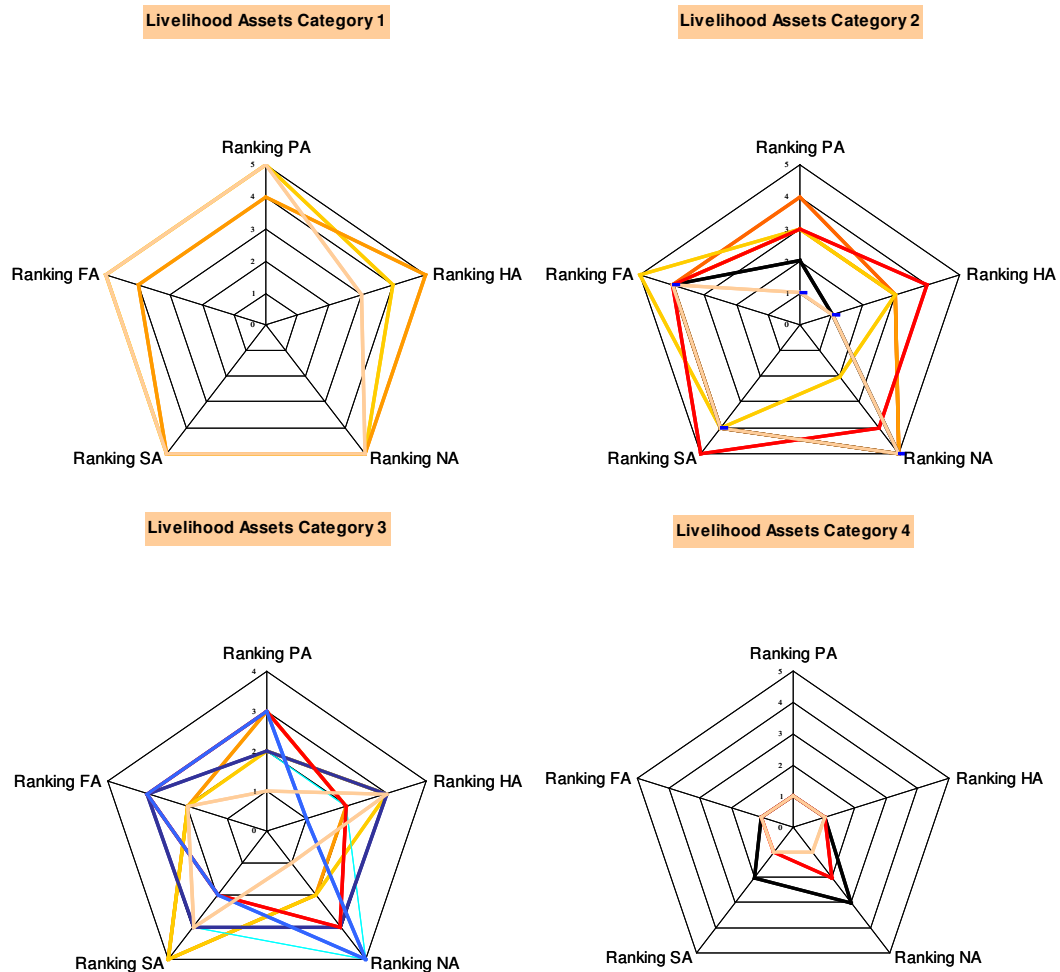 Livelihood Assets Category 1
Livelihood Assets Category 2
Ranking PA
5
4
3
2
1
0
Ranking HA
Ranking NA
Ranking SA
Ranking FA
Ranking PA
5
4
3
2
1
0
Ranking HA
Ranking NA
Ranking SA
Ranking FA
Livelihood Assets Category 3
Livelihood Assets Category 4
Ranking PA
4
3
2
1
0
Ranking HA
Ranking NA
Ranking SA
Ranking FA
Ranking PA
5
4
3
2
1
0
Ranking HA
Ranking NA
Ranking SA
Ranking FA